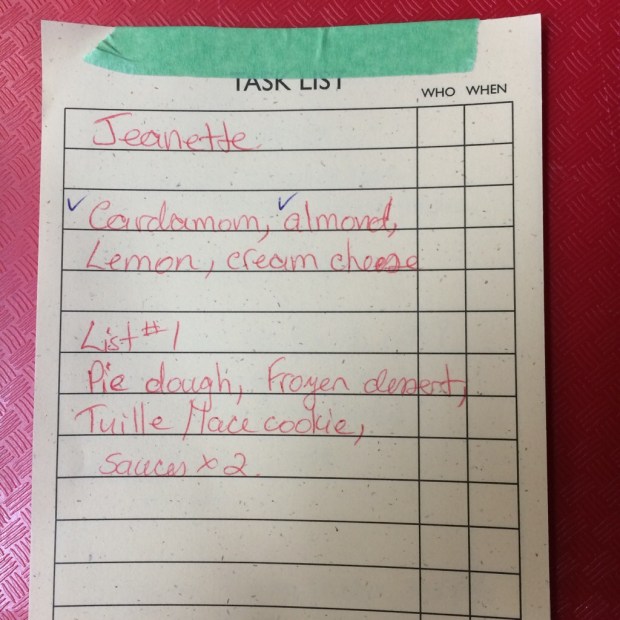 TASK LIST
WHO WHEN
Jeanette
✓ Cardamom, ✓ almond,
Lemon, cream cheese
List #1
Pie dough, Frozen dessert,
Tuille / lace cookie,
sauces x 2